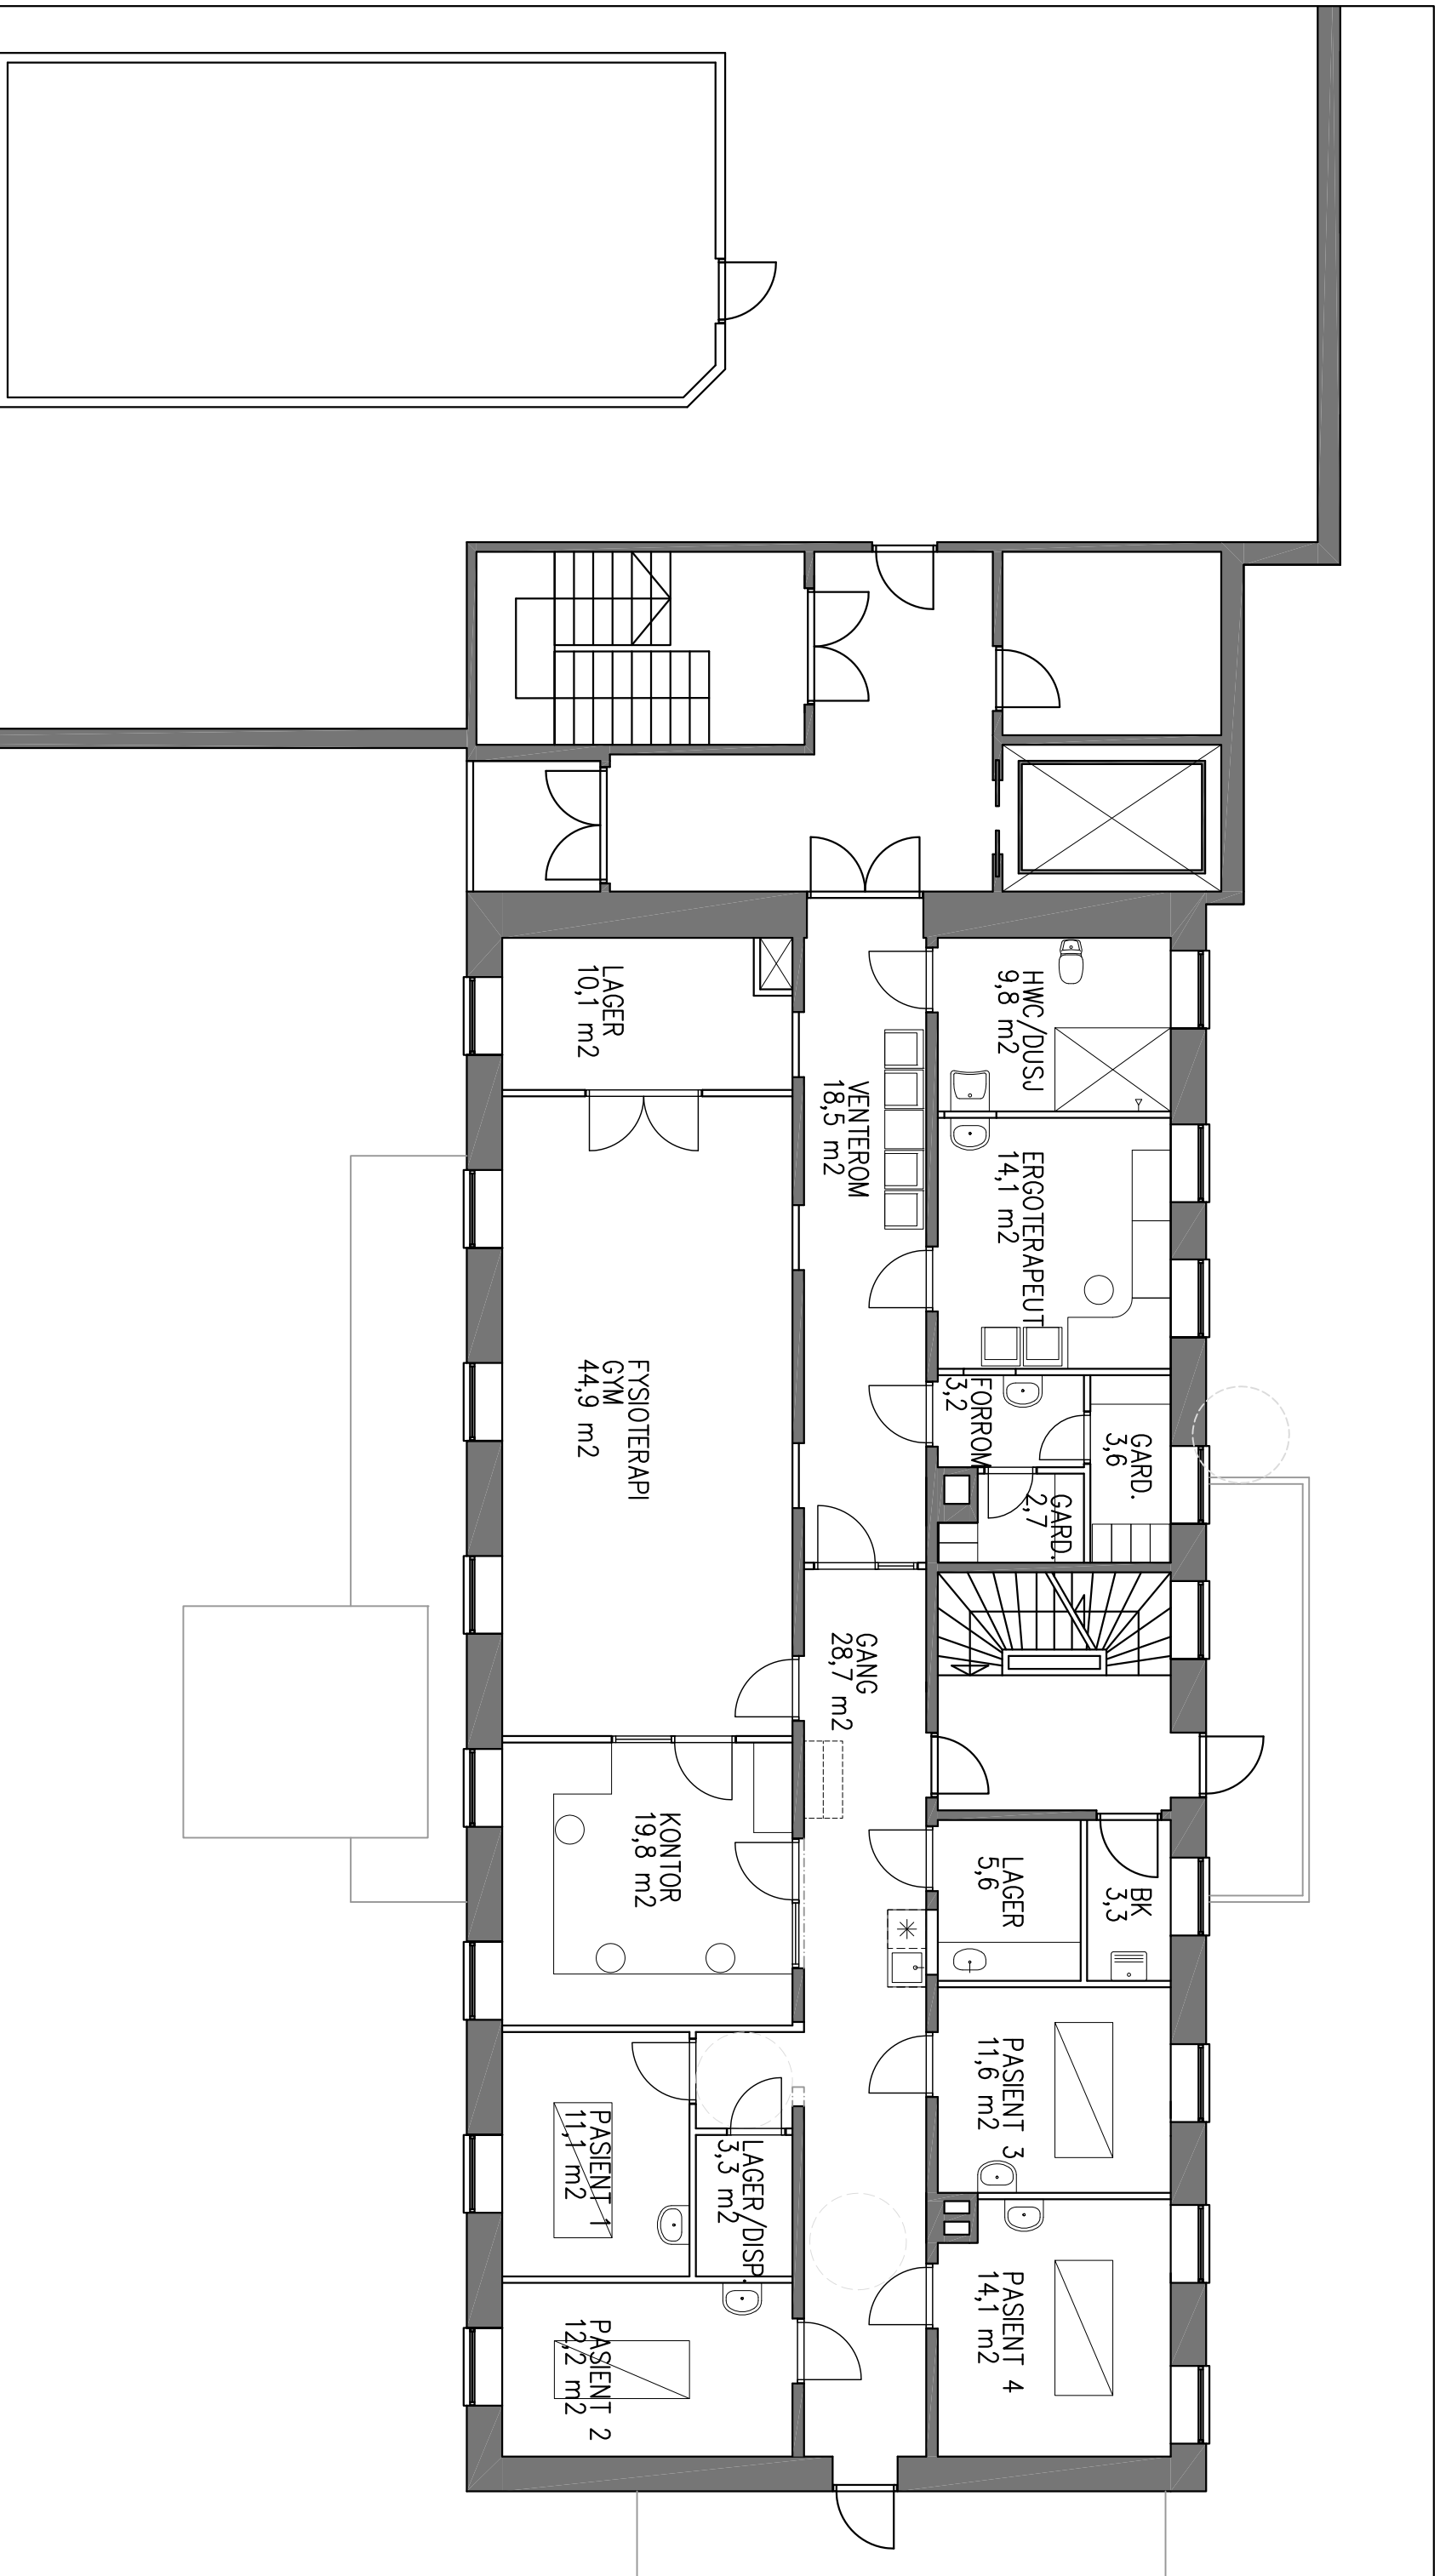 LAGER
10,1 m2
HWC/DUSJ
9,8 m2
VENTEROM
18,5 m2
ERGOTERAPEUT
14,1 m2
FYSIOTERAPI
GYM
44,9 m2
FORROM
3,2
GARD.
3,6
GARD.
2,7
GANG
28,7 m2
KONTOR
19,8 m2
LAGER
5,6
BK
3,3
PASIENT 3
11,6 m2
PASIENT 1
11,1 m2
LAGER/DISP.
3,3 m2
PASIENT 4
14,1 m2
PASIENT 2
12,2 m2